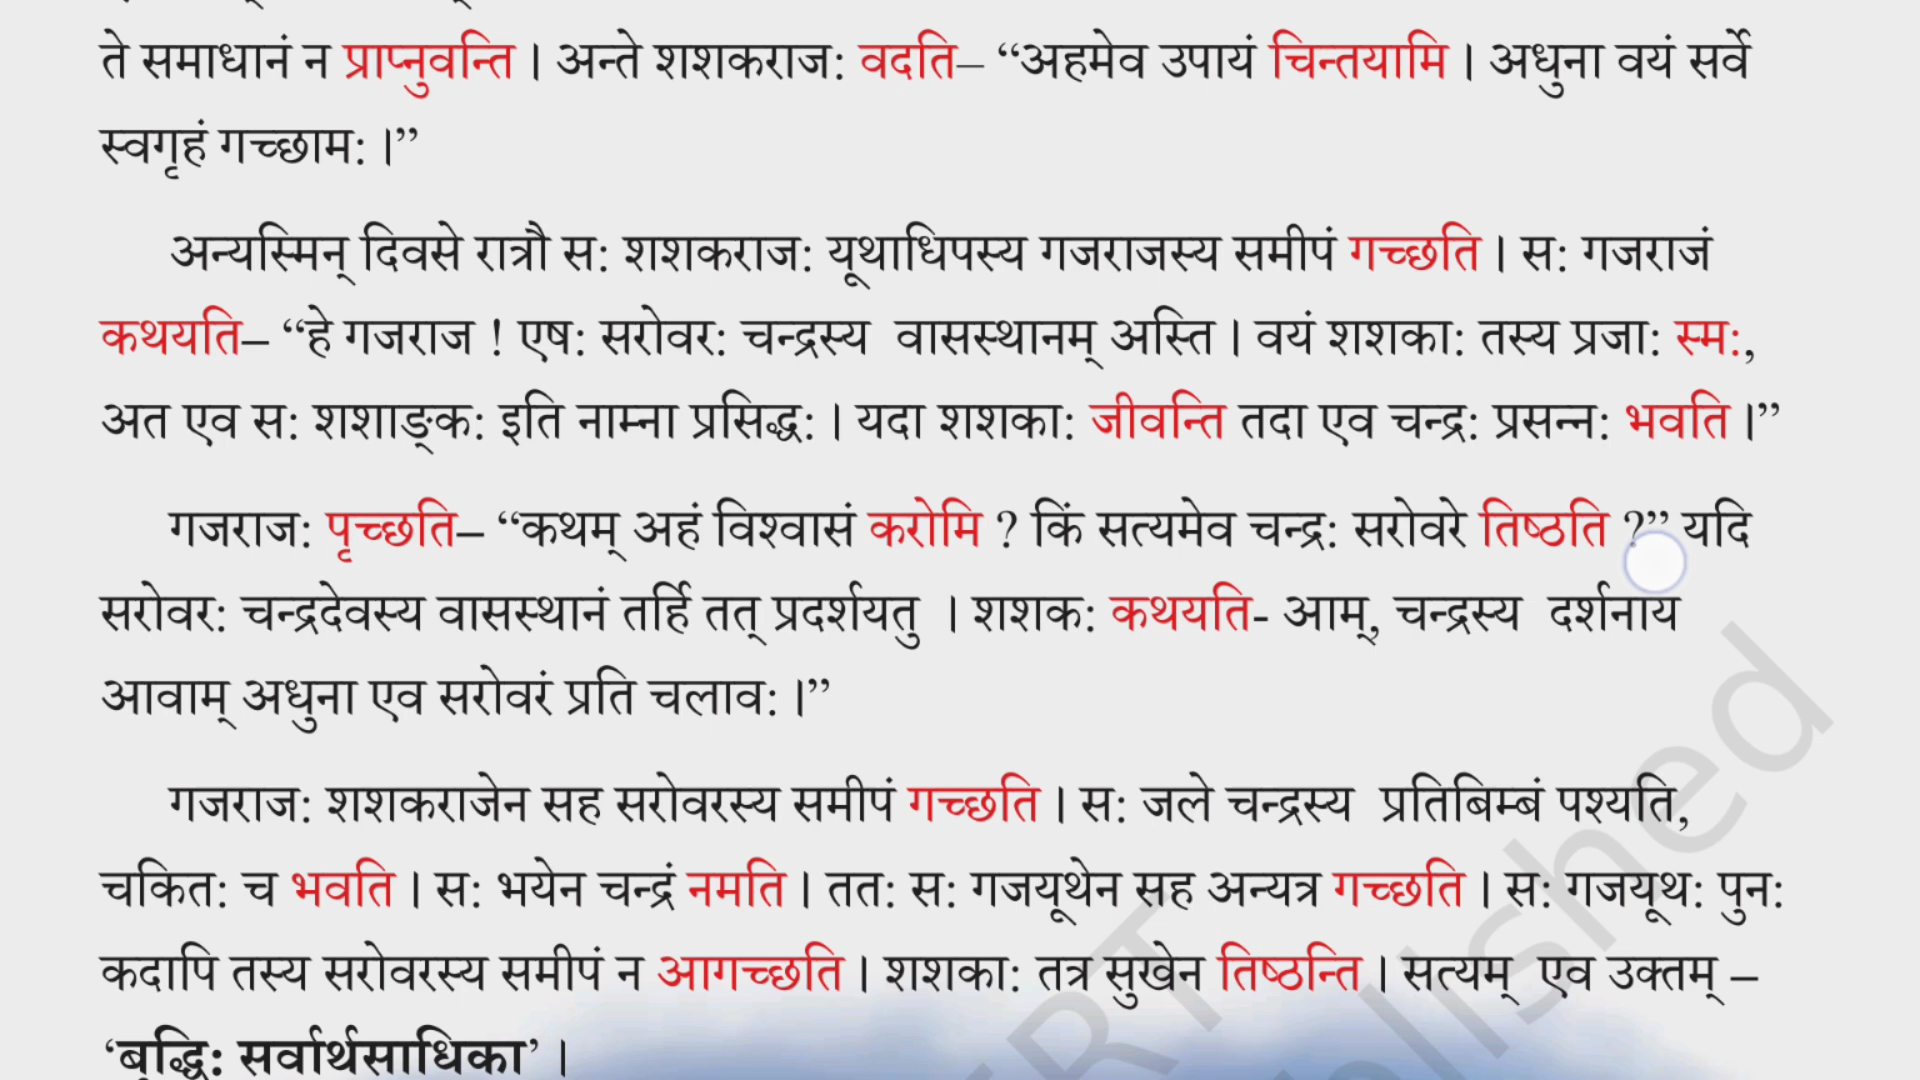 ते समाधानं न प्राप्नुवन्ति । अन्ते शशकराज: वदति– “अहमेव उपायं चिन्तयामि । अधुना वयं सर्वे
स्वगृहं गच्छाम: ।”
अन्यस्मिन् दिवसे रात्रौ स: शशकराज: यूथाधिपस्य गजराजस्य समीपं गच्छति । स: गजराजं
कथयति– “हे गजराज ! एष: सरोवर: चन्द्रस्य वासस्थानम् अस्ति । वयं शशका: तस्य प्रजा: स्म:,
अत एव स: शशाङ्क: इति नाम्ना प्रसिद्ध: । यदा शशका: जीवन्ति तदा एव चन्द्र: प्रसन्न: भवति ।”
गजराज: पृच्छति– “कथम् अहं विश्वासं करोमि ? किं सत्यमेव चन्द्र: सरोवरे तिष्ठति ?” यदि
सरोवर: चन्द्रदेवस्य वासस्थानं तर्हि तत् प्रदर्शयतु । शशक: कथयति- आम्, चन्द्रस्य दर्शनाय
आवाम् अधुना एव सरोवरं प्रति चलाव: ।”
गजराज: शशकराजेन सह सरोवरस्य समीपं गच्छति । स: जले चन्द्रस्य प्रतिबिम्बं पश्यति,
चकित: च भवति । स: भयेन चन्द्रं नमति । तत: स: गजयूथेन सह अन्यत्र गच्छति । स: गजयूथ: पुन:
कदापि तस्य सरोवरस्य समीपं न आगच्छति । शशका: तत्र सुखेन तिष्ठन्ति । सत्यम् एव उक्तम् –
‘बुद्धि: सर्वार्थसाधिका’ ।